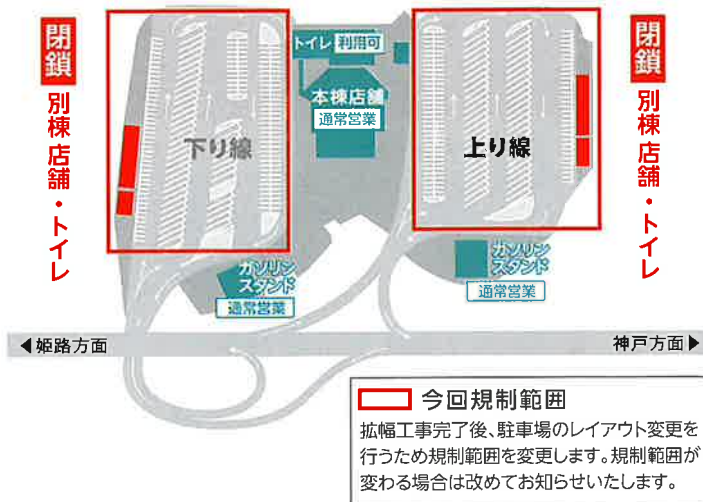 閉鎖
別棟店舗・トイレ
トイレ 利用可
本棟店舗
通常営業
下り線
上り線
閉鎖
別棟店舗・トイレ
ガソリン
スタンド
通常営業
ガソリン
スタンド
通常営業
◀姫路方面
神戸方面▶
今回規制範囲
拡幅工事完了後、駐車場のレイアウト変更を
行うため規制範囲を変更します。規制範囲が
変わる場合は改めてお知らせいたします。